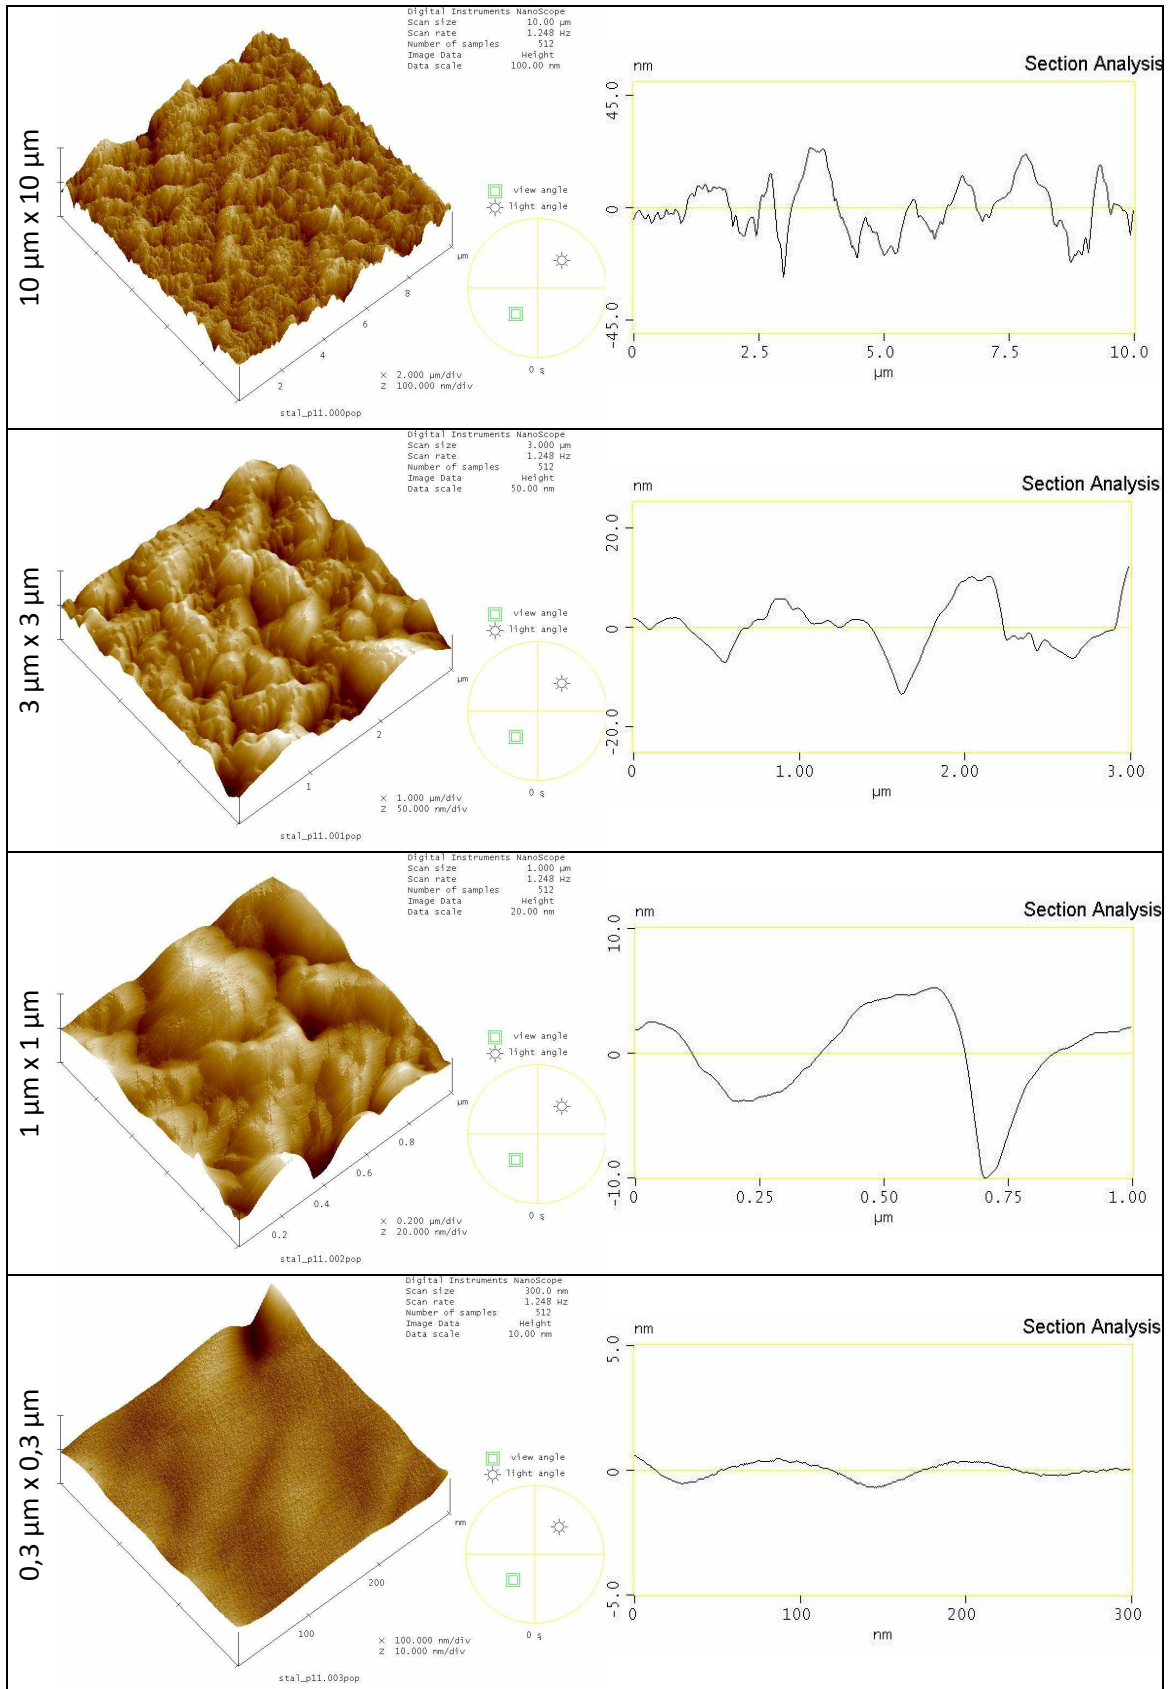 10 µm x 10 µm
Digital Instruments NanoScope
Scan size 10.00 µm
Scan rate 1.248 Hz
Number of samples 512
Image Data Height
Data scale 100.00 nm
view angle
light angle
µm
8
6
4
2
X 2.000 µm/div
Z 100.000 nm/div
0 §
stal_p11.000pop
nm Section Analysis
45.0
0
-45.0
0 2.5 5.0 7.5 10.0
µm
3 µm x 3 µm
Digital Instruments NanoScope
Scan size 3.000 µm
Scan rate 1.248 Hz
Number of samples 512
Image Data Height
Data scale 50.00 nm
view angle
light angle
µm
2
1
X 1.000 µm/div
Z 50.000 nm/div
0 §
stal_p11.001pop
nm Section Analysis
20.0
0
-20.0
0 1.00 2.00 3.00
µm
1 µm x 1 µm
Digital Instruments NanoScope
Scan size 1.000 µm
Scan rate 1.248 Hz
Number of samples 512
Image Data Height
Data scale 20.00 nm
view angle
light angle
µm
0.8
0.6
0.4
0.2
X 0.200 µm/div
Z 20.000 nm/div
0 §
stal_p11.002pop
nm Section Analysis
10.0
0
-10.0
0 0.25 0.50 0.75 1.00
µm
0,3 µm x 0,3 µm
Digital Instruments NanoScope
Scan size 300.0 nm
Scan rate 1.248 Hz
Number of samples 512
Image Data Height
Data scale 10.00 nm
view angle
light angle
nm
200
100
X 100.000 nm/div
Z 10.000 nm/div
0 §
stal_p11.003pop
nm Section Analysis
5.0
0
-5.0
0 100 200 300
nm